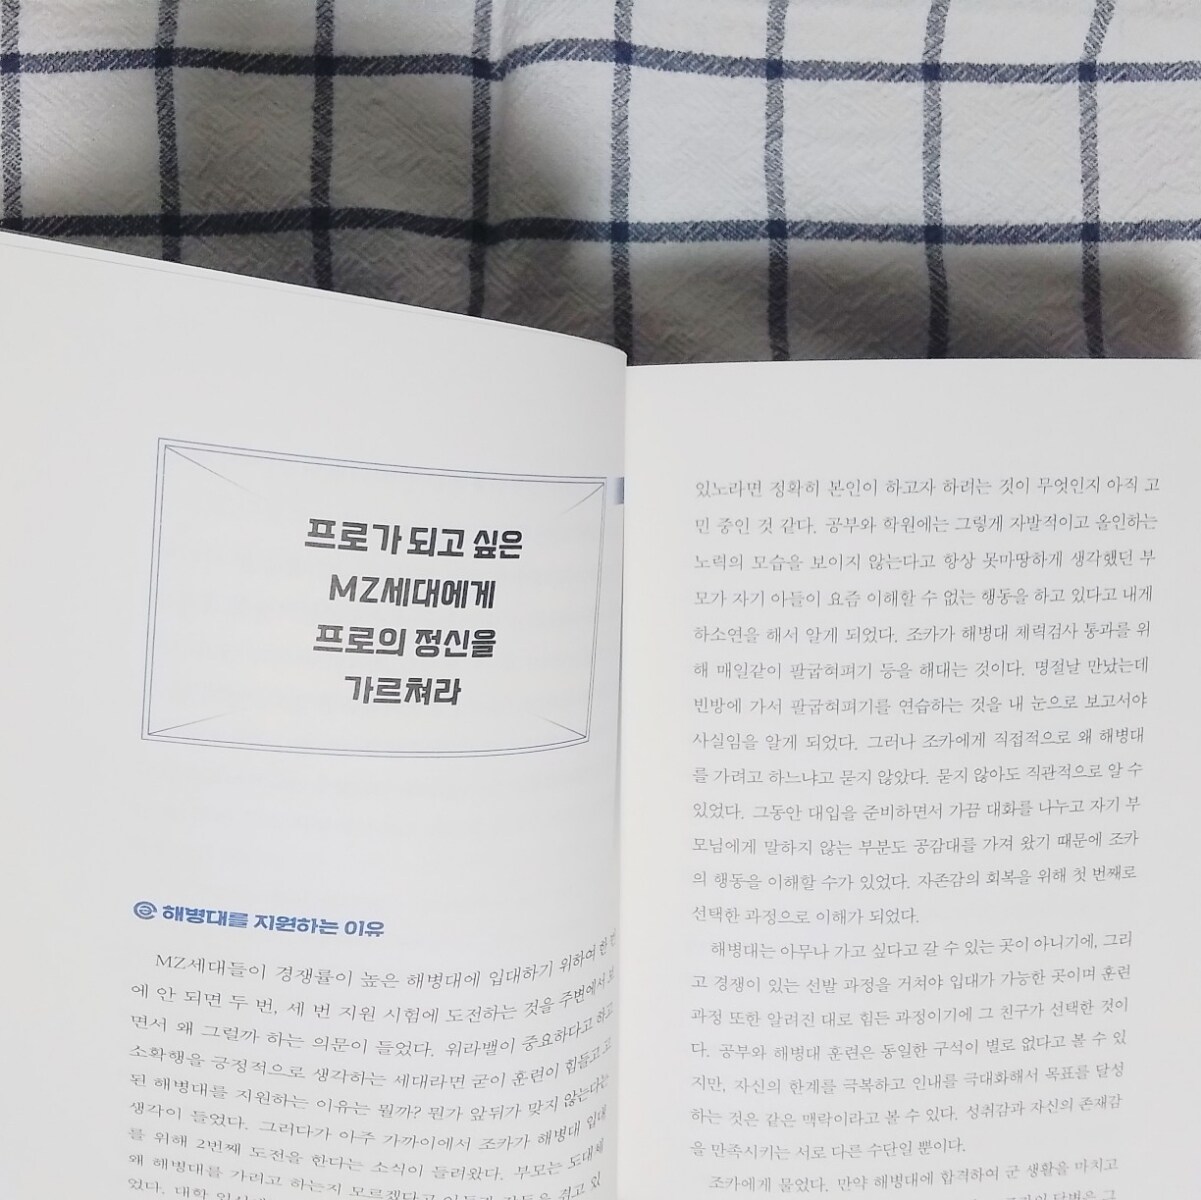 프로가 되고 싶은
MZ세대에게
프로의 정신을
가르쳐라
해병대를 지원하는 이유
MZ세대들이 경쟁률이 높은 해병대에 입대하기 위하여 한 번
에 안 되면 두 번, 세 번 지원 시험에 도전하는 것을 주변에서 보
면서 왜 그럴까 하는 의문이 들었다. 워라밸이 중요하다고 하고
소확행을 긍정적으로 생각하는 세대라면 굳이 훈련이 힘들고 고
된 해병대를 지원하는 이유는 뭘까? 뭔가 앞뒤가 맞지 않는다는
생각이 들었다. 그러다가 아주 가까이에서 조카가 해병대 입대
를 위해 2번째 도전을 한다는 소식이 들려왔다. 부모는 도대체
왜 해병대를 가려고 하는지 모르겠다고
었다. 대학
있노라면 정확히 본인이 하고자 하려는 것이 무엇인지 아직 고
민 중인 것 같다. 공부와 학원에는 그렇게 자발적이고 올인하는
노력의 모습을 보이지 않는다고 항상 못마땅하게 생각했던 부
모가 자기 아들이 요즘 이해할 수 없는 행동을 하고 있다고 내게
하소연을 해서 알게 되었다. 조카가 해병대 체력검사 통과를 위
해 매일같이 팔굽혀펴기 등을 해대는 것이다. 명절날 만났는데
빈방에 가서 팔굽혀펴기를 연습하는 것을 내 눈으로 보고서야
사실임을 알게 되었다. 그러나 조카에게 직접적으로 왜 해병대
를 가려고 하느냐고 묻지 않았다. 묻지 않아도 직관적으로 알 수
있었다. 그동안 대입을 준비하면서 가끔 대화를 나누고 자기 부
모님에게 말하지 않는 부분도 공감대를 가져 왔기 때문에 조카
의 행동을 이해할 수가 있었다. 자존감의 회복을 위해 첫 번째로
선택한 과정으로 이해가 되었다.
해병대는 아무나 가고 싶다고 갈 수 있는 곳이 아니기에, 그리
고 경쟁이 있는 선발 과정을 거쳐야 입대가 가능한 곳이며 훈련
과정 또한 알려진 대로 힘든 과정이기에 그 친구가 선택한 것이
다. 공부와 해병대 훈련은 동일한 구석이 별로 없다고 볼 수 있
지만, 자신의 한계를 극복하고 인내를 극대화해서 목표를 달성
하는 것은 같은 맥락이라고 볼 수 있다. 성취감과 자신의 존재감
을 만족시키는 서로 다른 수단일 뿐이다.
조카에게 물었다. 만약 해병대에 합격하여 군 생활을 마치고